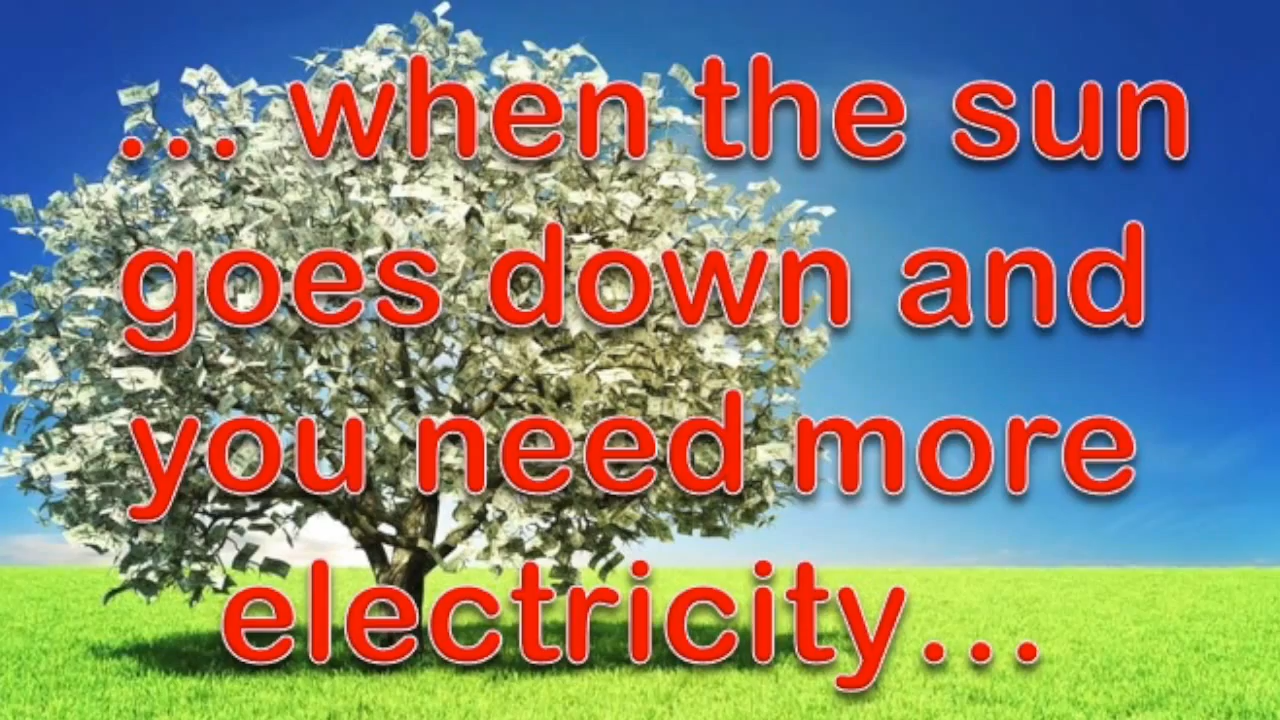 ... when the sun
goes down and
you need more
electricity...